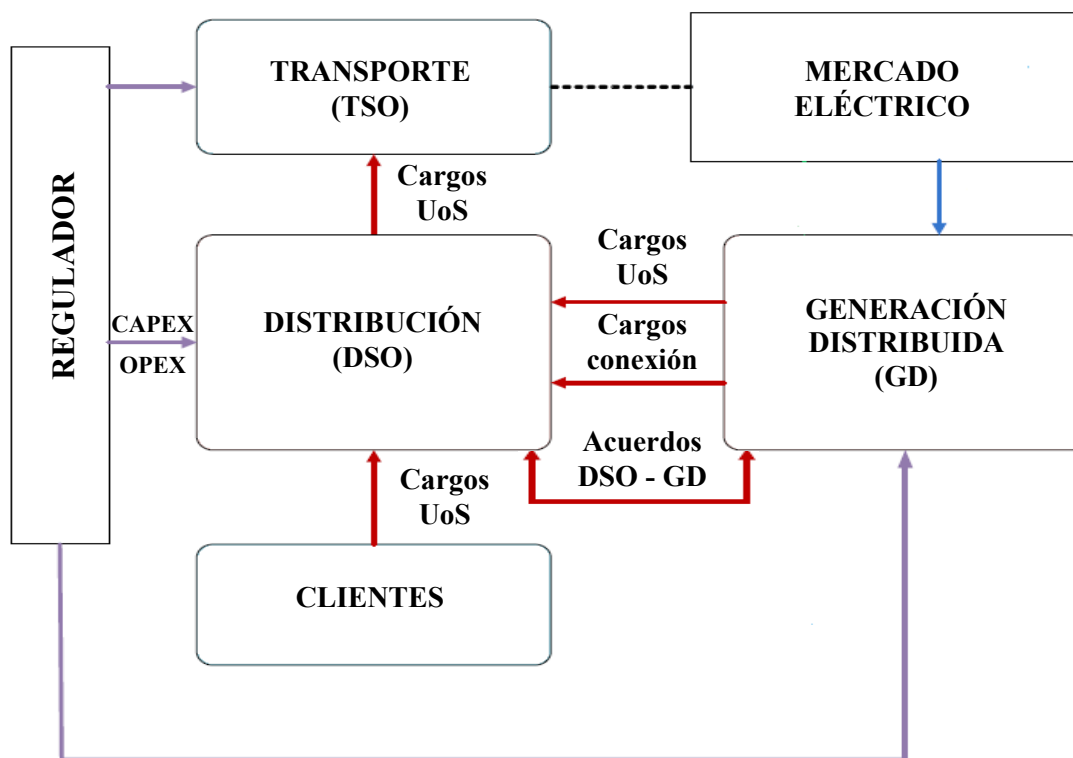 TRANSPORTE
(TSO)
MERCADO
ELÉCTRICO
REGULADOR
Cargos
UoS
CAPEX
OPEX
DISTRIBUCIÓN
(DSO)
Cargos
UoS
Cargos
conexión
GENERACIÓN
DISTRIBUIDA
(GD)
Acuerdos
DSO - GD
Cargos
UoS
CLIENTES